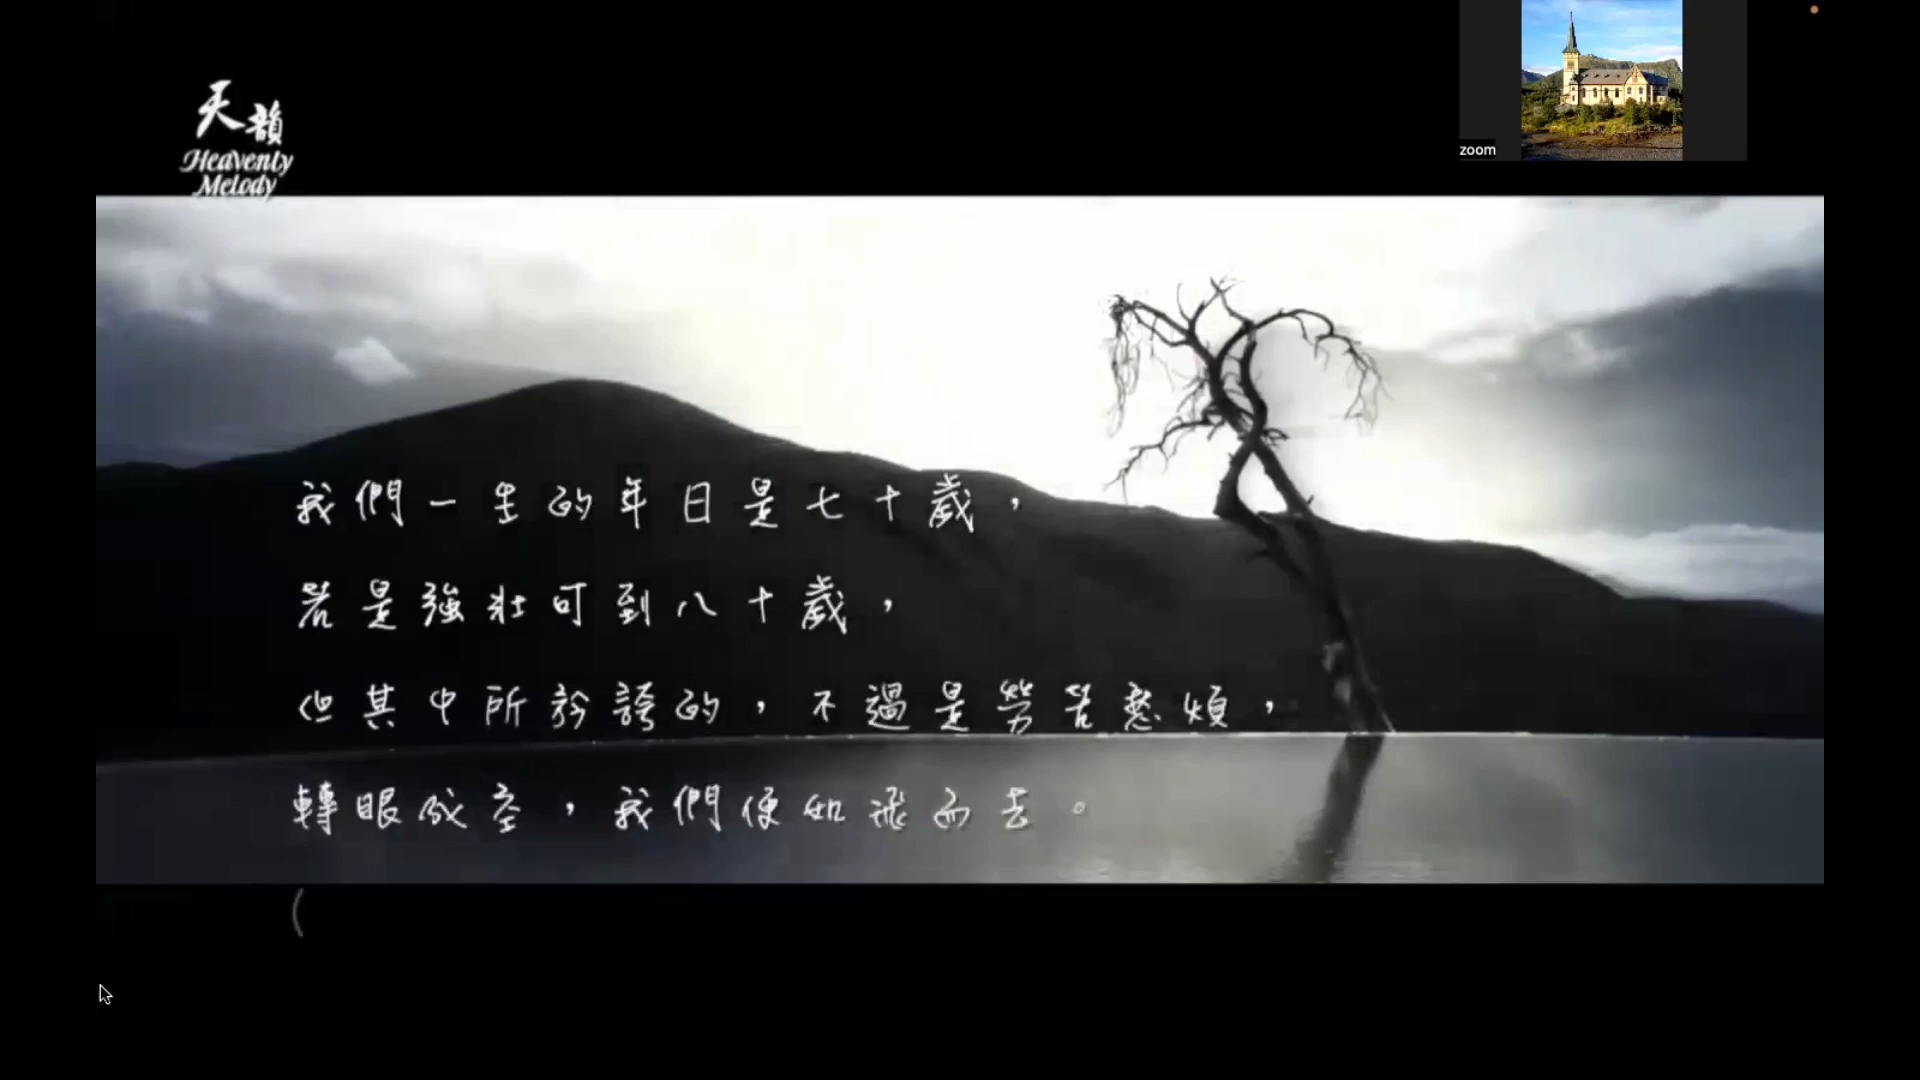 天韻
Heavenly
Melody
zoom
我們一生的年日是七十歲，
若是強壯可到八十歲，
但其中所矜誇的，不過是勞苦愁煩，
轉眼成空，我們便如飛而去。
(